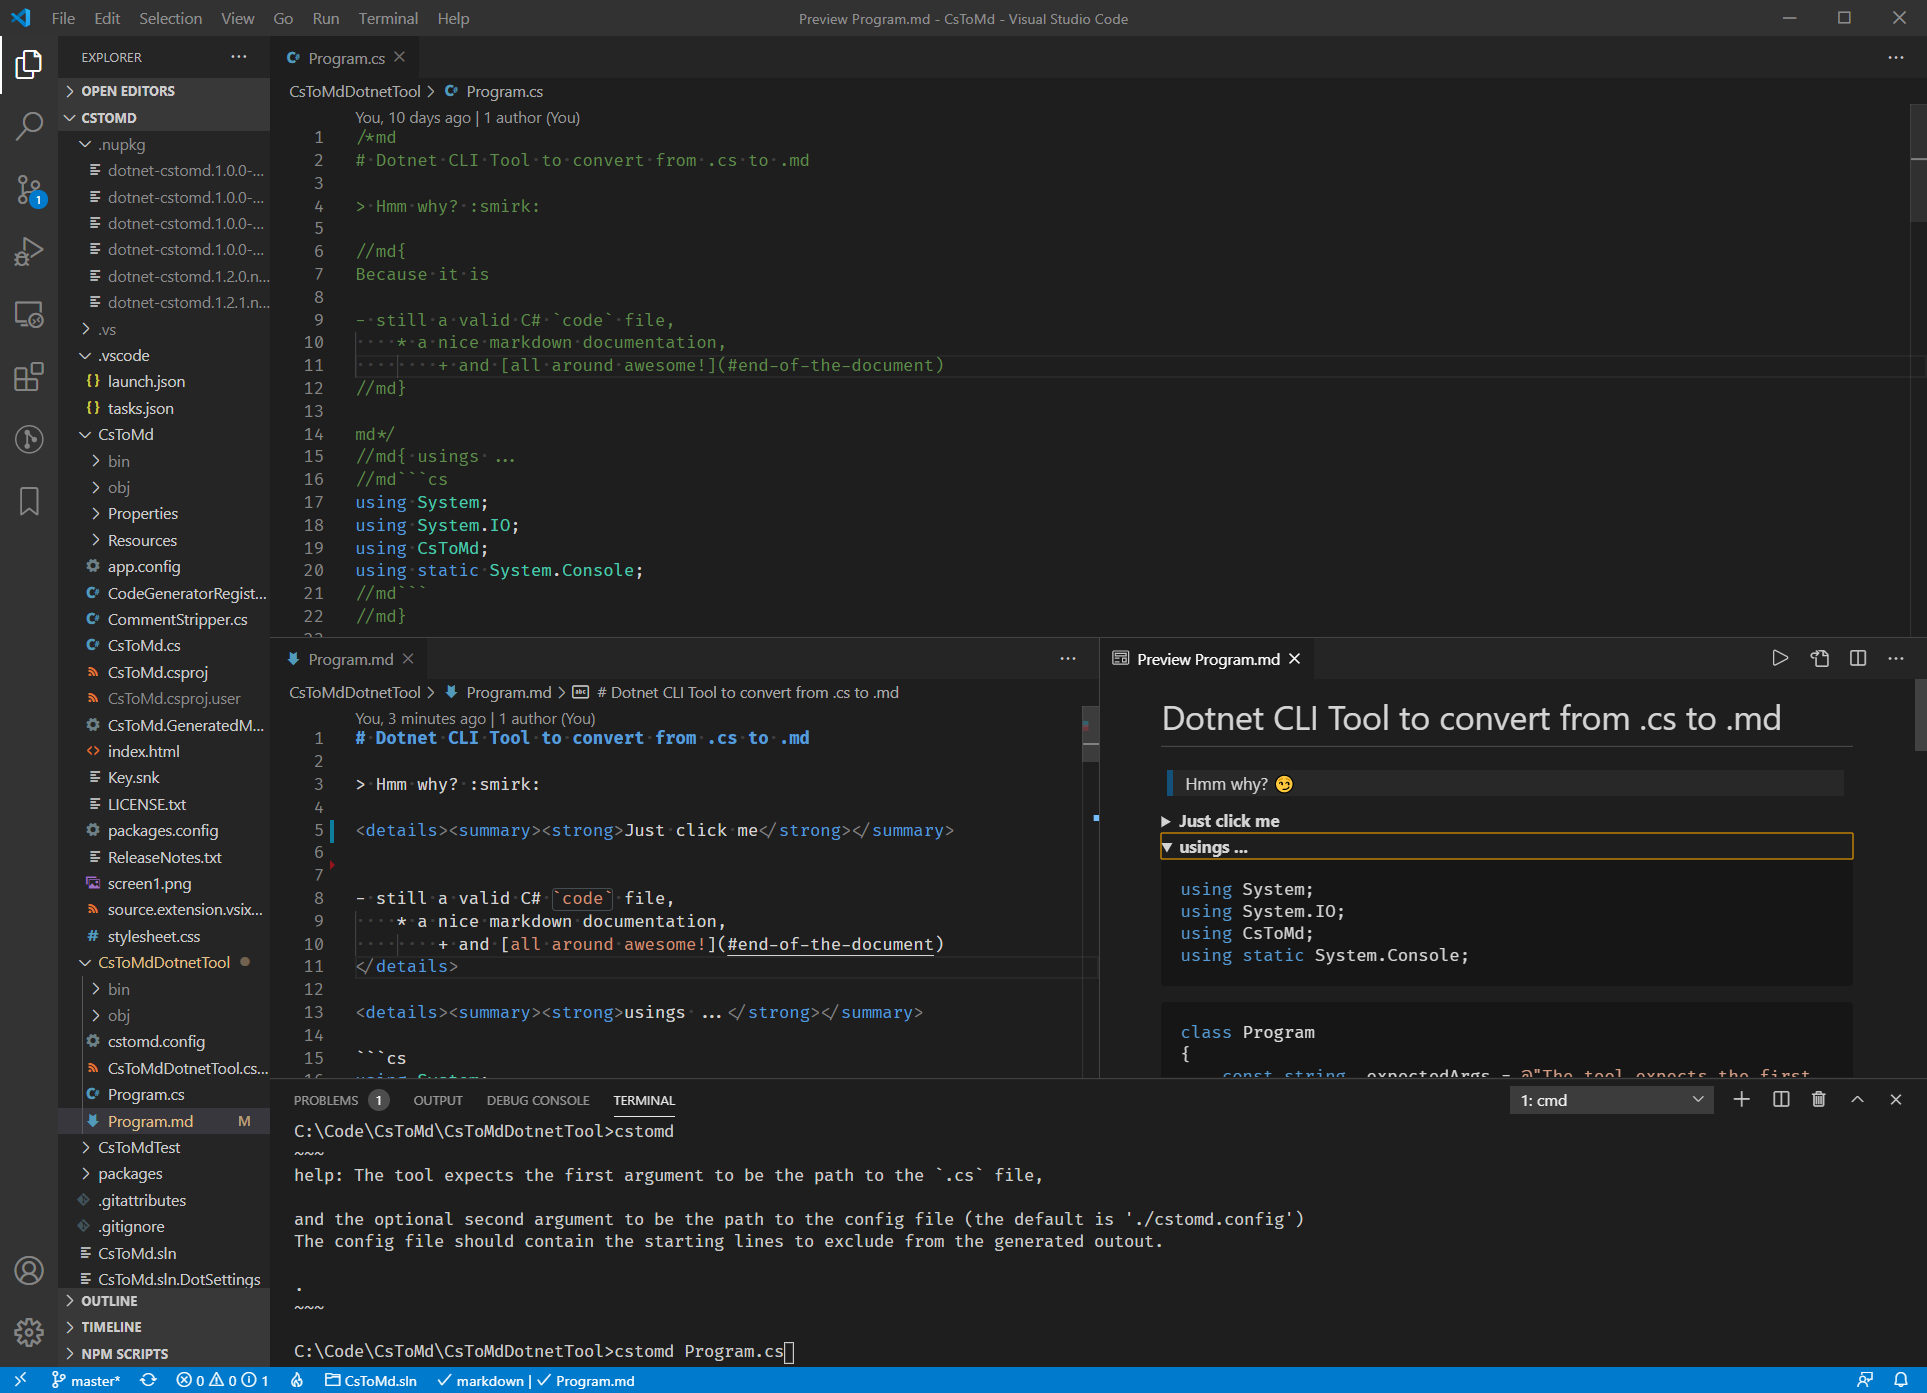 File Edit Selection View Go Run Terminal Help
Preview Program.md - CsToMd - Visual Studio Code
EXPLORER
OPEN EDITORS
CSTOMD
.nupkg
dotnet-cstomd.1.0.0-...
dotnet-cstomd.1.0.0-...
dotnet-cstomd.1.0.0-...
dotnet-cstomd.1.0.0-...
dotnet-cstomd.1.2.0.n...
dotnet-cstomd.1.2.1.n...
.vs
.vscode
launch.json
tasks.json
CsToMd
bin
obj
Properties
Resources
app.config
CodeGeneratorRegist...
CommentStripper.cs
CsToMd.cs
CsToMd.csproj
CsToMd.csproj.user
CsToMd.GeneratedM...
index.html
Key.snk
LICENSE.txt
packages.config
ReleaseNotes.txt
screen1.png
source.extension.vsix...
stylesheet.css
CsToMdDotnetTool
bin
obj
cstomd.config
CsToMdDotnetTool.cs...
Program.cs
Program.md M
CsToMdTest
packages
.gitattributes
.gitignore
CsToMd.sln
CsToMd.sln.DotSettings
OUTLINE
TIMELINE
NPM SCRIPTS
1
Program.cs
CsToMdDotnetTool > Program.cs
You, 10 days ago | 1 author (You)
1 /*md
2 # Dotnet CLI Tool to convert from .cs to .md
3
4 > Hmm why? :smirk:
5
6 //md{
7 Because it is
8
9 - still a valid C# `code` file,
10 * a nice markdown documentation,
11 + and [all around awesome!](#end-of-the-document)
12 //md}
13
14 md*/
15 //md{ usings ...
16 //md```cs
17 using System;
18 using System.IO;
19 using CsToMd;
20 using static System.Console;
21 //md```
22 //md}
Program.md
CsToMdDotnetTool > Program.md > # Dotnet CLI Tool to convert from .cs to .md
You, 3 minutes ago | 1 author (You)
1 # Dotnet CLI Tool to convert from .cs to .md
2
3 > Hmm why? :smirk:
4
5 <details><summary><strong>Just click me</strong></summary>
6
7
8 - still a valid C# `code` file,
9 * a nice markdown documentation,
10 + and [all around awesome!](#end-of-the-document)
11 </details>
12
13 <details><summary><strong>usings ...</strong></summary>
14
15 ```cs
16 using System;
Preview Program.md
Dotnet CLI Tool to convert from .cs to .md
Hmm why? 😏
Just click me
usings ...
using System;
using System.IO;
using CsToMd;
using static System.Console;
class Program
{
const string _expectedArgs = @"The tool expects the first
PROBLEMS 1 OUTPUT DEBUG CONSOLE TERMINAL
1: cmd
C:\Code\CsToMd\CsToMdDotnetTool>cstomd
~~~
help: The tool expects the first argument to be the path to the `.cs` file,
and the optional second argument to be the path to the config file (the default is './cstomd.config')
The config file should contain the starting lines to exclude from the generated outout.
.
~~~
C:\Code\CsToMd\CsToMdDotnetTool>cstomd Program.cs
master* 0 0 1 CsToMd.sln markdown | Program.md